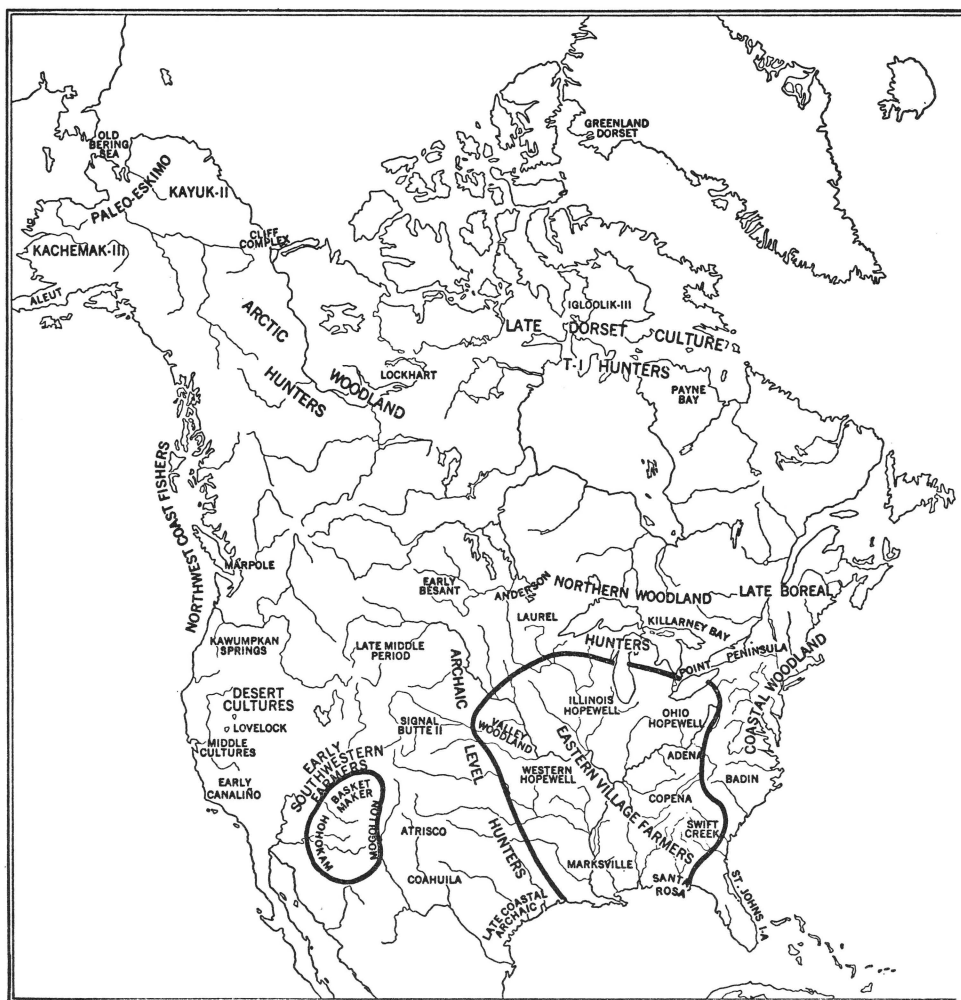 GREENLAND
DORSET
OLD
BERING
SEA
PALEO-ESKIMO
KAYUK-II
CLIFF
COMPLEX
KACHEMAK-III
ALEUT
IGLOOLIK-III
ARCTIC
HUNTERS
LATE DORSET CULTURE
T-I HUNTERS
WOODLAND
LOCKHART
PAYNE
BAY
NORTHWEST COAST FISHERS
MARPOLE
EARLY
BESANT
ANDERSON
NORTHERN WOODLAND
HUNTERS
LATE BOREAL
LAUREL
KILLARNEY BAY
POINT PENINSULA
COASTAL WOODLAND
KAWUMPKAN
SPRINGS
LATE MIDDLE
PERIOD
ARCHAIC
LEVEL
HUNTERS
DESERT
CULTURES
LOVELOCK
MIDDLE
CULTURES
EARLY
CANALIÑO
SIGNAL
BUTTE II
VALLEY
WOODLAND
ILLINOIS
HOPEWELL
OHIO
HOPEWELL
ADENA
BADIN
EARLY
SOUTHWESTERN
FARMERS
BASKET
MAKER
HOHOKAM
MOGOLLON
WESTERN
HOPEWELL
EASTERN VILLAGE FARMERS
COPENA
SWIFT
CREEK
ATRISCO
COAHUILA
MARKSVILLE
SANTA
ROSA
LATE COASTAL
ARCHAIC
ST. JOHNS I-A